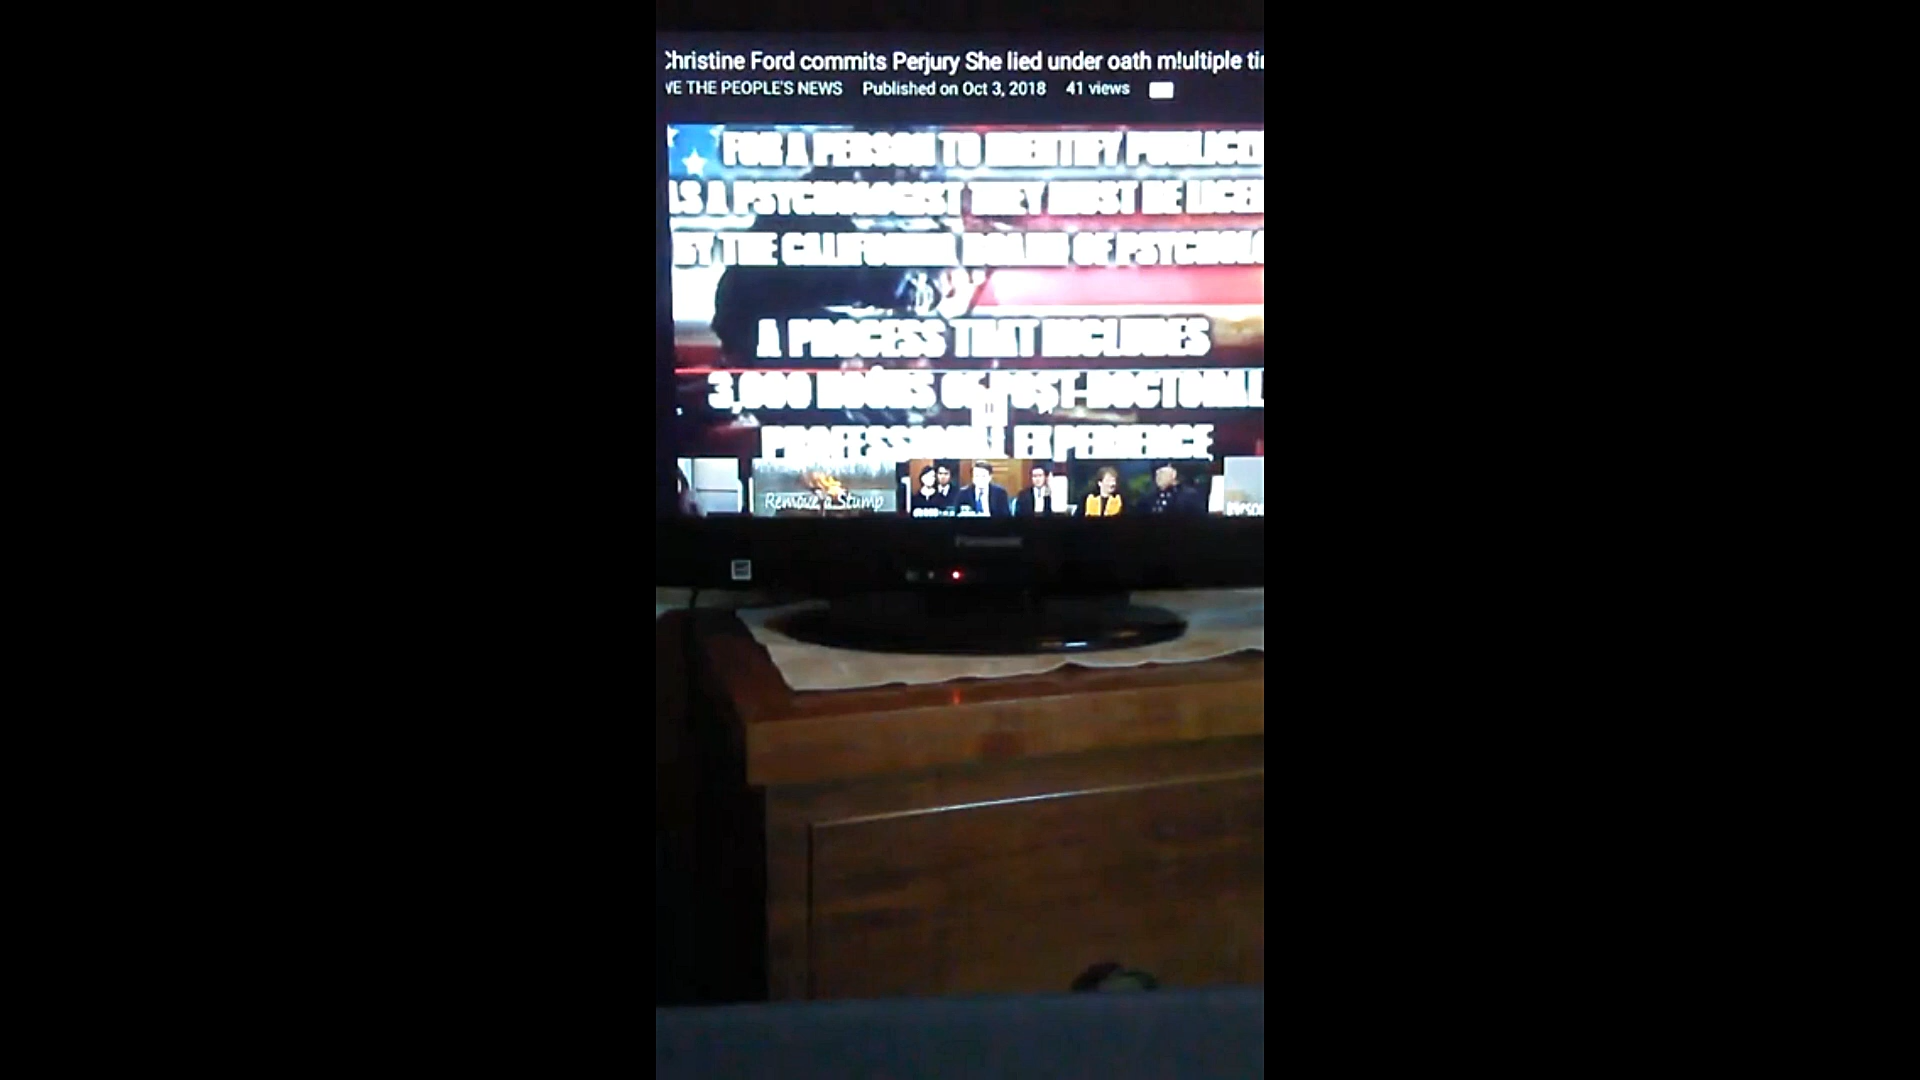 Christine Ford commits Perjury She lied under oath m!ultiple ti
WE THE PEOPLE'S NEWS Published on Oct 3, 2018 41 views
FOR A PERSON TO IDENTIFY PUBLICLY
AS A PSYCHOLOGIST THEY MUST BE LICEN
BY THE CALIFORNIA BOARD OF PSYCHOLO
A PROCESS THAT INCLUDES
3,000 HOURS OF POST-DOCTORAL
PROFESSIONAL EXPERIENCE
Remove a Stump
Panasonic